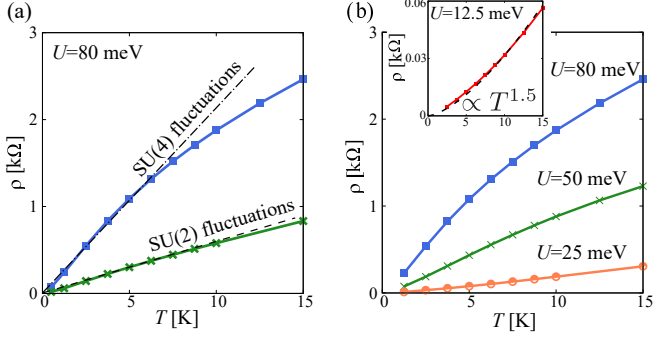 (a)
U=80 meV
ρ [kΩ]
3
2
1
0
SU(4) fluctuations
SU(2) fluctuations
0
5
10
15
T [K]
(b)
U=12.5 meV
ρ [kΩ]
0.06
0.03
0
5
10
15
∝ T^1.5
ρ [kΩ]
3
2
1
0
U=80 meV
U=50 meV
U=25 meV
0
5
10
15
T [K]